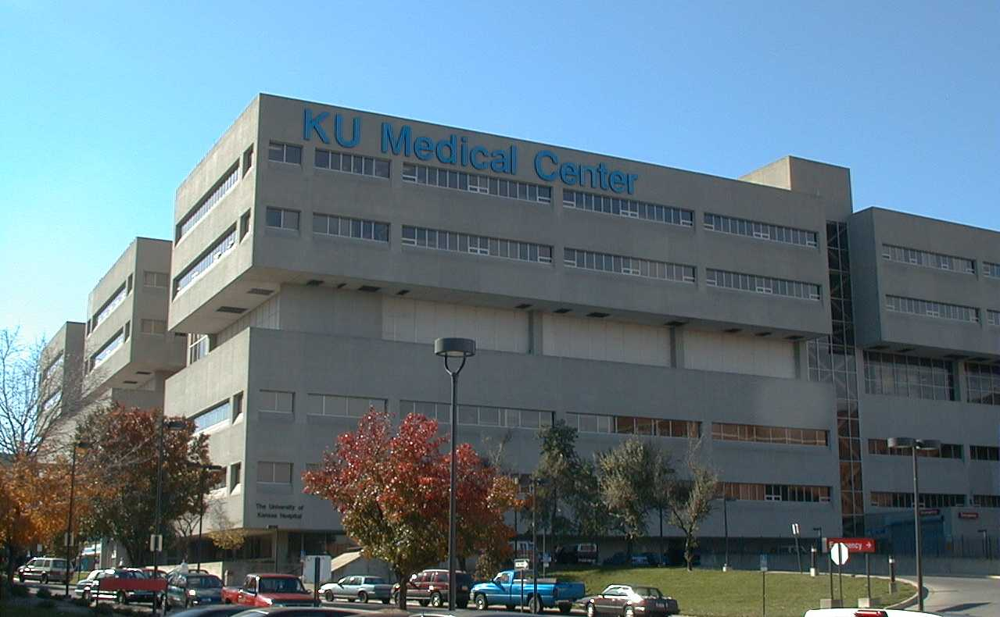 KU Medical Center
The University of
Kansas Hospital
Emergency